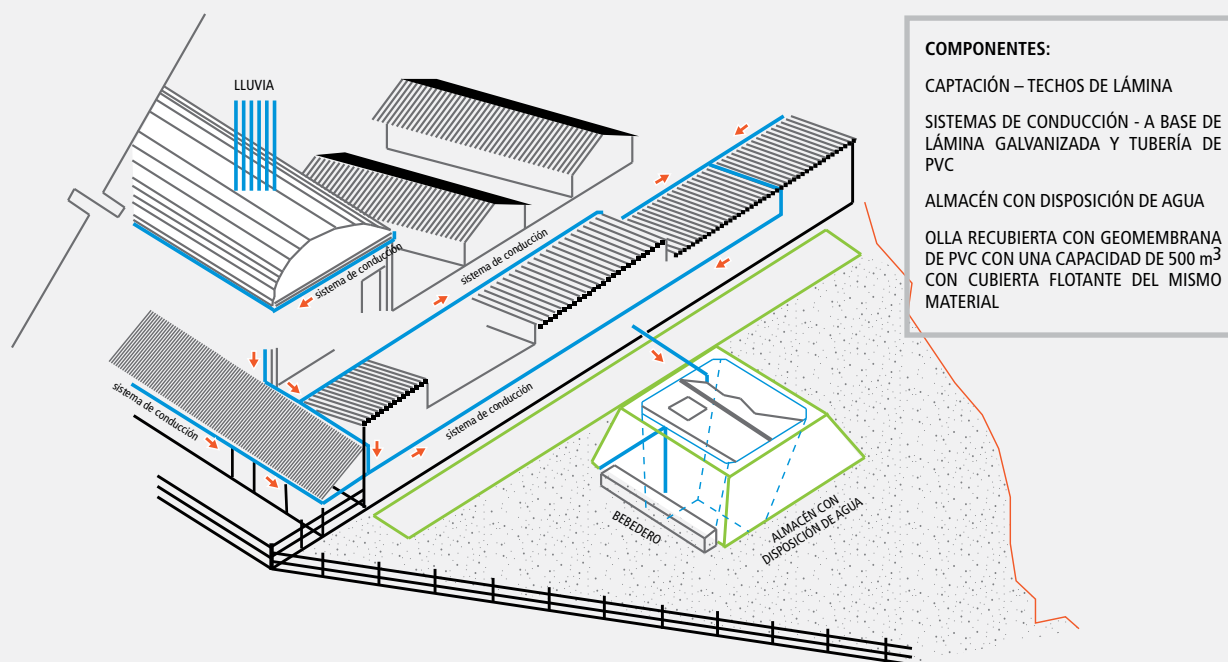 LLUVIA
sistema de conducción
sistema de conducción
sistema de conducción
sistema de conducción
BEBEDERO
ALMACÉN CON
DISPOSICIÓN DE AGUA
COMPONENTES:
CAPTACIÓN – TECHOS DE LÁMINA
SISTEMAS DE CONDUCCIÓN - A BASE DE
LÁMINA GALVANIZADA Y TUBERÍA DE
PVC
ALMACÉN CON DISPOSICIÓN DE AGUA
OLLA RECUBIERTA CON GEOMEMBRANA
DE PVC CON UNA CAPACIDAD DE 500 m³
CON CUBIERTA FLOTANTE DEL MISMO
MATERIAL